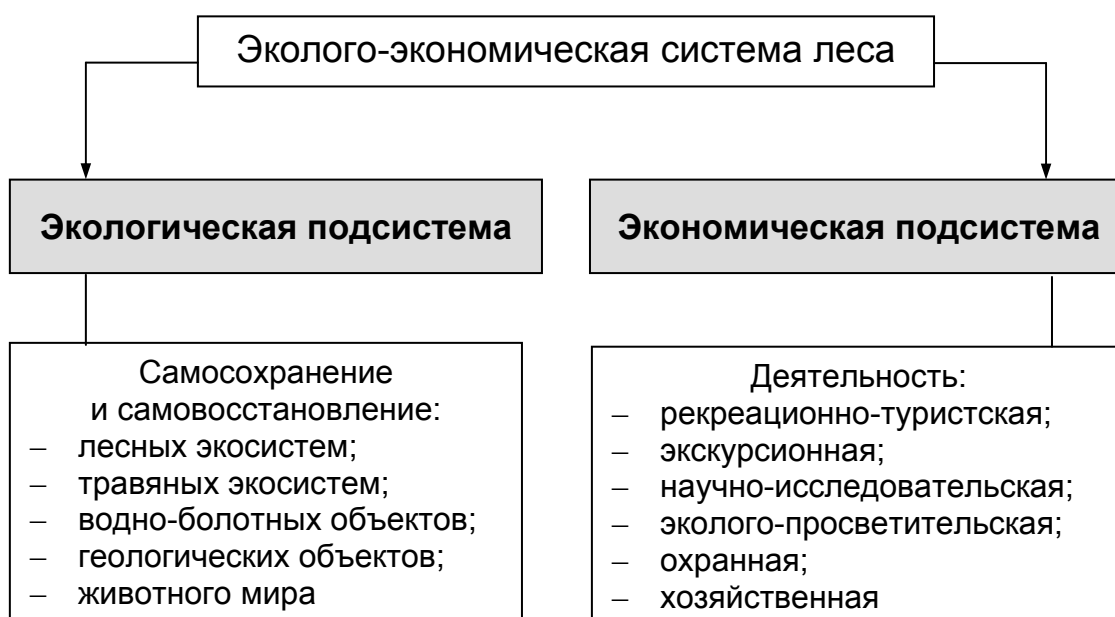 Эколого-экономическая система леса
Экологическая подсистема
Экономическая подсистема
Самосохранение
и самовосстановление:
– лесных экосистем;
– травяных экосистем;
– водно-болотных объектов;
– геологических объектов;
– животного мира
Деятельность:
– рекреационно-туристская;
– экскурсионная;
– научно-исследовательская;
– эколого-просветительская;
– охранная;
– хозяйственная